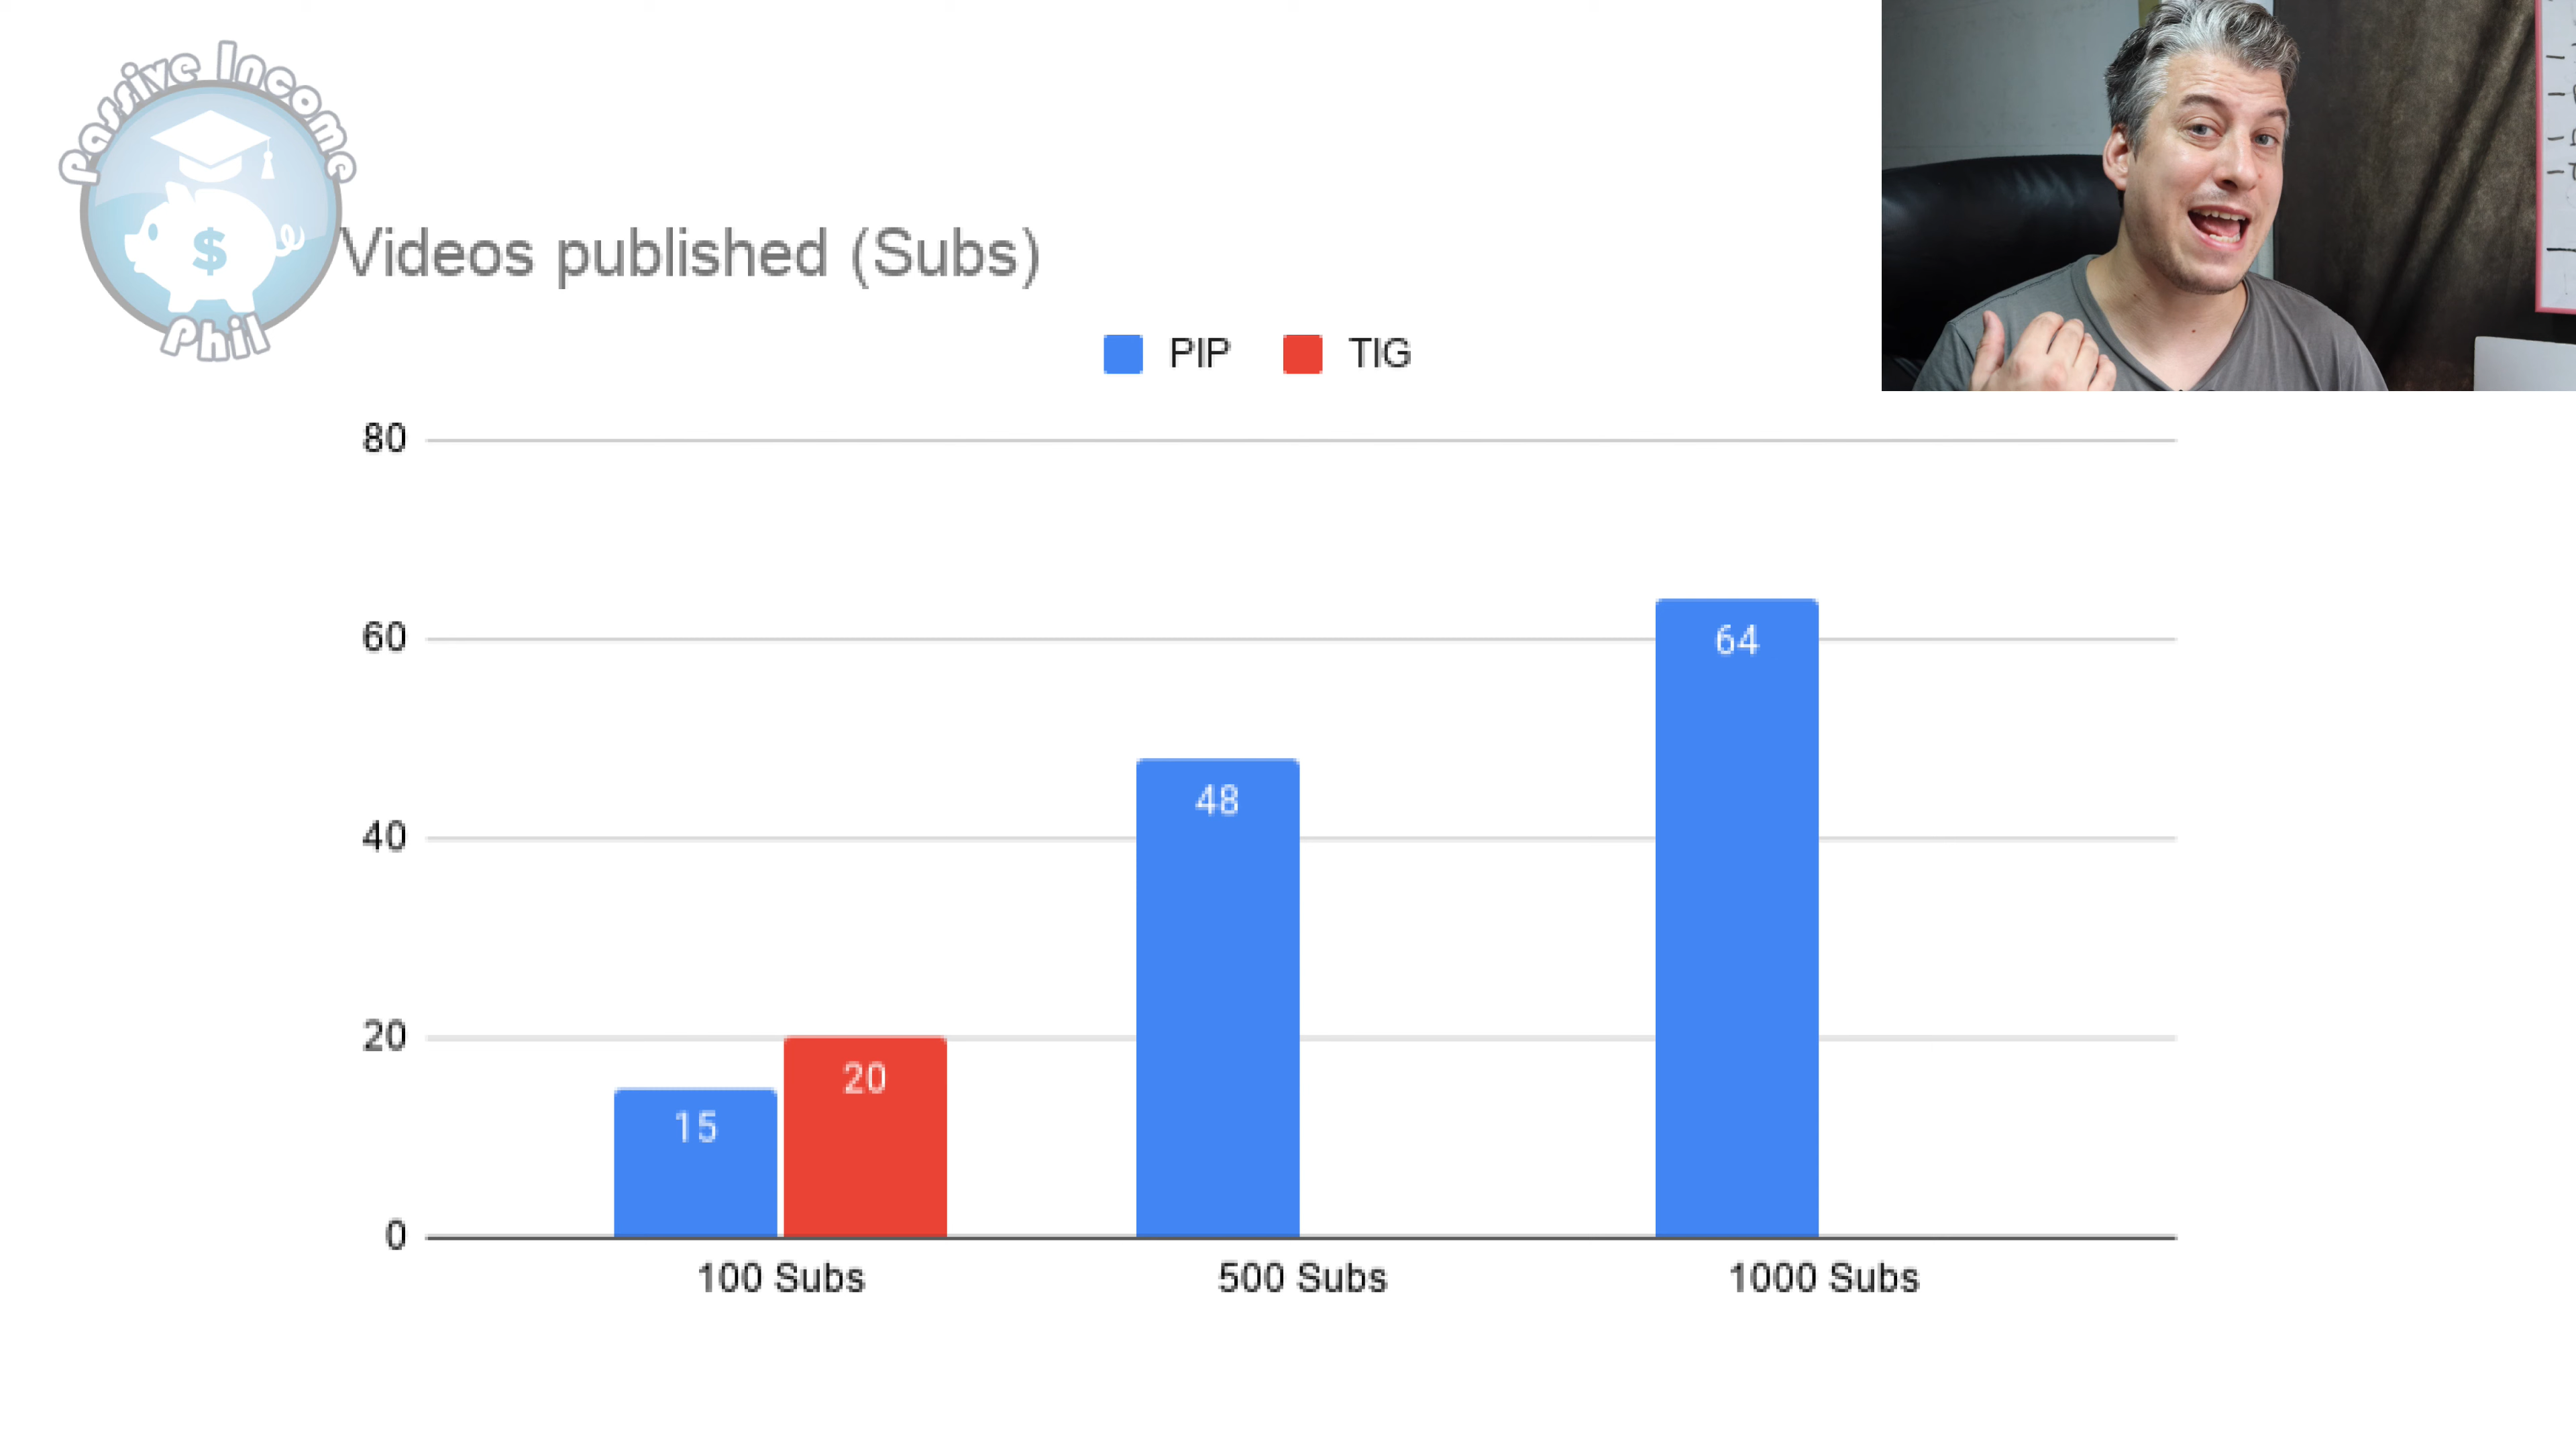 Passive Income
$
Phil
Videos published (Subs)
PIP TIG
80
60
40
20
0
15
20
48
64
100 Subs
500 Subs
1000 Subs